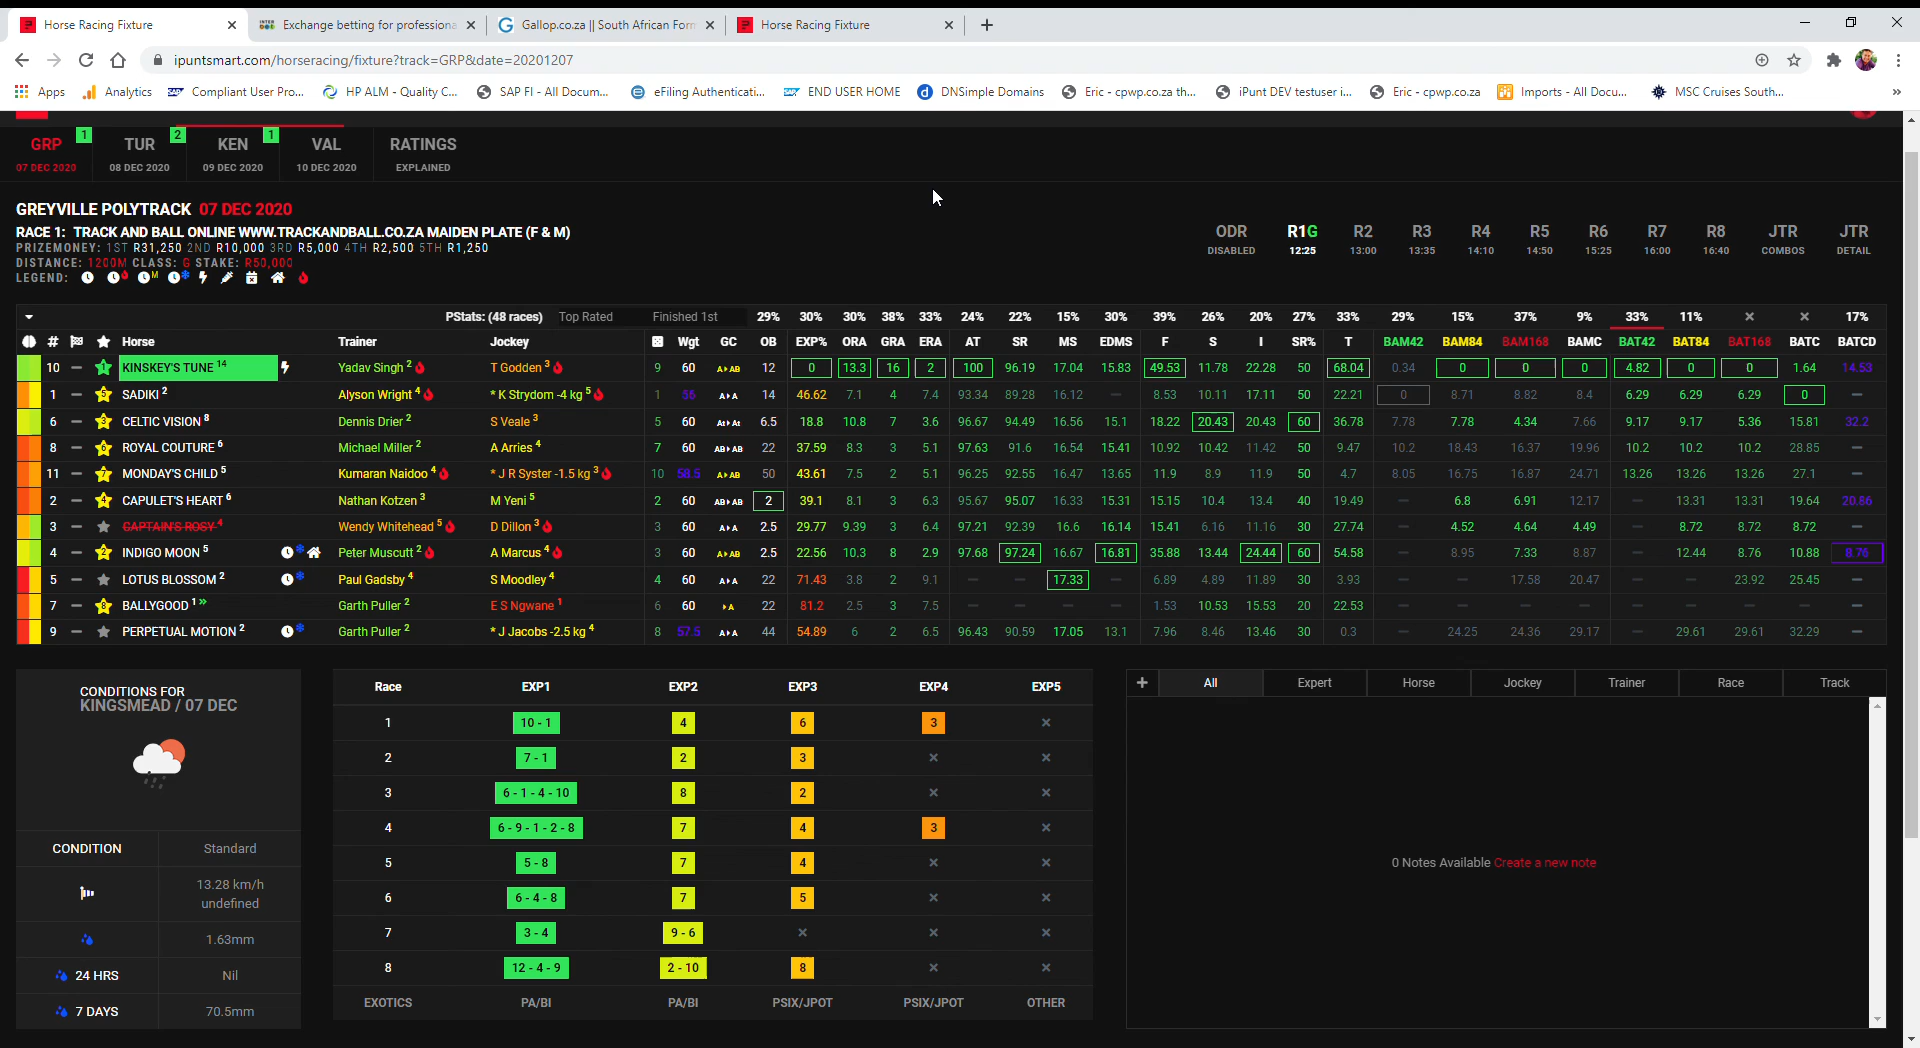 Horse Racing Fixture
Exchange betting for professiona
Gallop.co.za || South African Forn
Horse Racing Fixture
ipuntsmart.com/horseracing/fixture?track=GRP&date=20201207
Apps Analytics Compliant User Pro... HP ALM - Quality C... SAP FI - All Docum... eFiling Authenticati... END USER HOME DNSimple Domains Eric - cpwp.co.za th... iPunt DEV testuser i... Eric - cpwp.co.za Imports - All Docu... MSC Cruises South... »
1 2 1
GRP TUR KEN VAL RATINGS
07 DEC 2020 08 DEC 2020 09 DEC 2020 10 DEC 2020 EXPLAINED
GREYVILLE POLYTRACK 07 DEC 2020
RACE 1: TRACK AND BALL ONLINE WWW.TRACKANDBALL.CO.ZA MAIDEN PLATE (F & M)
PRIZEMONEY: 1ST R31,250 2ND R10,000 3RD R5,000 4TH R2,500 5TH R1,250
DISTANCE: 1200M CLASS: G STAKE: R50,000
LEGEND: M
ODR R1G R2 R3 R4 R5 R6 R7 R8 JTR JTR
DISABLED 12:25 13:00 13:35 14:10 14:50 15:25 16:00 16:40 COMBOS DETAIL
PStats: (48 races) Top Rated Finished 1st 29% 30% 30% 38% 33% 24% 22% 15% 30% 39% 26% 20% 27% 33% 29% 15% 37% 9% 33% 11% × × 17%
# Horse Trainer Jockey Wgt GC OB EXP% ORA GRA ERA AT SR MS EDMS F S I SR% T BAM42 BAM84 BAM168 BAMC BAT42 BAT84 BAT168 BATC BATCD
10 — 1 KINSKEY'S TUNE 14 Yadav Singh 2 T Godden 3 9 60 A▸AB 12 0 13.3 16 2 100 96.19 17.04 15.83 49.53 11.78 22.28 50 68.04 0.34 0 0 0 4.82 0 0 1.64 14.53
1 — 5 SADIKI 2 Alyson Wright 4 * K Strydom -4 kg 5 1 56 A▸A 14 46.62 7.1 4 7.4 93.34 89.28 16.12 — 8.53 10.11 17.11 50 22.21 0 8.71 8.82 8.4 6.29 6.29 6.29 0 —
6 — 3 CELTIC VISION 8 Dennis Drier 2 S Veale 3 5 60 At▸At 6.5 18.8 10.8 7 3.6 96.67 94.49 16.56 15.1 18.22 20.43 20.43 60 36.78 7.78 7.78 4.34 7.66 9.17 9.17 5.36 15.81 32.2
8 — 6 ROYAL COUTURE 6 Michael Miller 2 A Arries 4 7 60 AB▸AB 22 37.59 8.3 3 5.1 97.63 91.6 16.54 15.41 10.92 10.42 11.42 50 9.47 10.2 18.43 16.37 19.96 10.2 10.2 10.2 28.85 —
11 — 7 MONDAY'S CHILD 5 Kumaran Naidoo 4 * J R Syster -1.5 kg 3 10 58.5 A▸AB 50 43.61 7.5 2 5.1 96.25 92.55 16.47 13.65 11.9 8.9 11.9 50 4.7 8.05 16.75 16.87 24.71 13.26 13.26 13.26 27.1 —
2 — 4 CAPULET'S HEART 6 Nathan Kotzen 3 M Yeni 5 2 60 AB▸AB 2 39.1 8.1 3 6.3 95.67 95.07 16.33 15.31 15.15 10.4 13.4 40 19.49 — 6.8 6.91 12.17 — 13.31 13.31 19.64 20.86
3 — CAPTAIN'S ROSY 4 Wendy Whitehead 5 D Dillon 3 3 60 A▸A 2.5 29.77 9.39 3 6.4 97.21 92.39 16.6 16.14 15.41 6.16 11.16 30 27.74 — 4.52 4.64 4.49 — 8.72 8.72 8.72 —
4 — 2 INDIGO MOON 5 Peter Muscutt 2 A Marcus 4 3 60 A▸AB 2.5 22.56 10.3 8 2.9 97.68 97.24 16.67 16.81 35.88 13.44 24.44 60 54.58 — 8.95 7.33 8.87 — 12.44 8.76 10.88 8.76
5 — LOTUS BLOSSOM 2 Paul Gadsby 4 S Moodley 4 4 60 A▸A 22 71.43 3.8 2 9.1 — — 17.33 — 6.89 4.89 11.89 30 3.93 — — 17.58 20.47 — — 23.92 25.45 —
7 — 8 BALLYGOOD 1 » Garth Puller 2 E S Ngwane 1 6 60 ▸A 22 81.2 2.5 3 7.5 — — — — 1.53 10.53 15.53 20 22.53 — — — — — — — — —
9 — PERPETUAL MOTION 2 Garth Puller 2 * J Jacobs -2.5 kg 4 8 57.5 A▸A 44 54.89 6 2 6.5 96.43 90.59 17.05 13.1 7.96 8.46 13.46 30 0.3 — 24.25 24.36 29.17 — 29.61 29.61 32.29 —
CONDITIONS FOR
KINGSMEAD / 07 DEC
CONDITION Standard
13.28 km/h
undefined
1.63mm
24 HRS Nil
7 DAYS 70.5mm
Race EXP1 EXP2 EXP3 EXP4 EXP5
1 10 - 1 4 6 3 ×
2 7 - 1 2 3 × ×
3 6 - 1 - 4 - 10 8 2 × ×
4 6 - 9 - 1 - 2 - 8 7 4 3 ×
5 5 - 8 7 4 × ×
6 6 - 4 - 8 7 5 × ×
7 3 - 4 9 - 6 × × ×
8 12 - 4 - 9 2 - 10 8 × ×
EXOTICS PA/BI PA/BI PSIX/JPOT PSIX/JPOT OTHER
+ All Expert Horse Jockey Trainer Race Track
0 Notes Available Create a new note